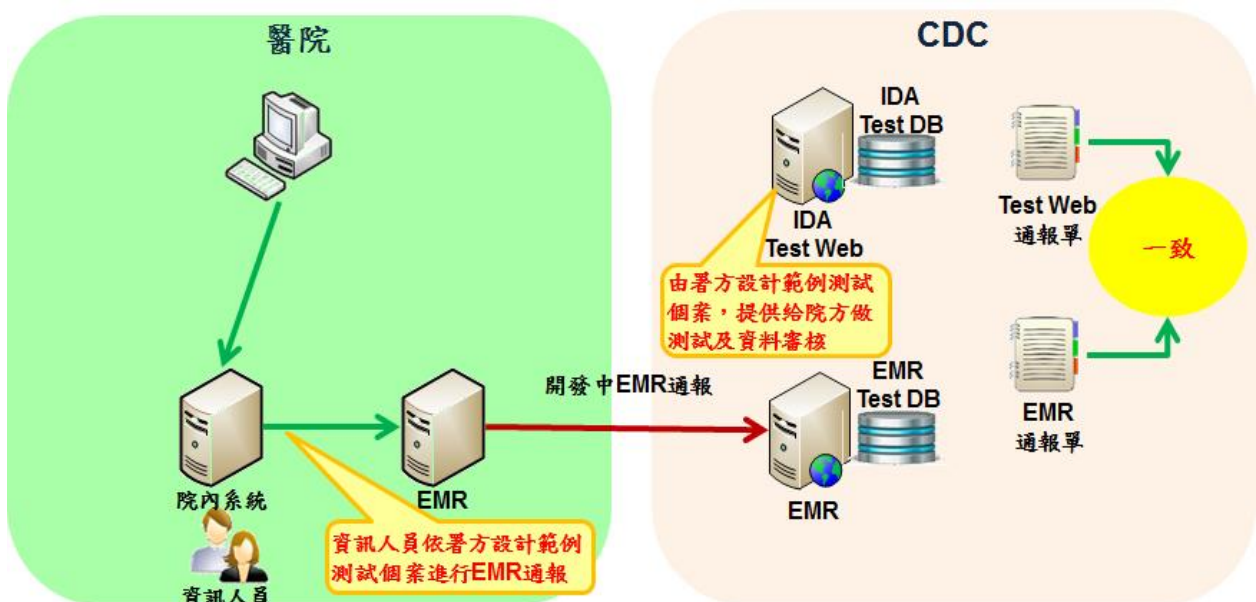 醫院
CDC
IDA
Test DB
IDA
Test Web
Test Web
通報單
一致
由署方設計範例測試
個案，提供給院方做
測試及資料審核
開發中EMR通報
EMR
Test DB
EMR
通報單
院內系統
EMR
EMR
資訊人員依署方設計範例
測試個案進行EMR通報
資訊人員